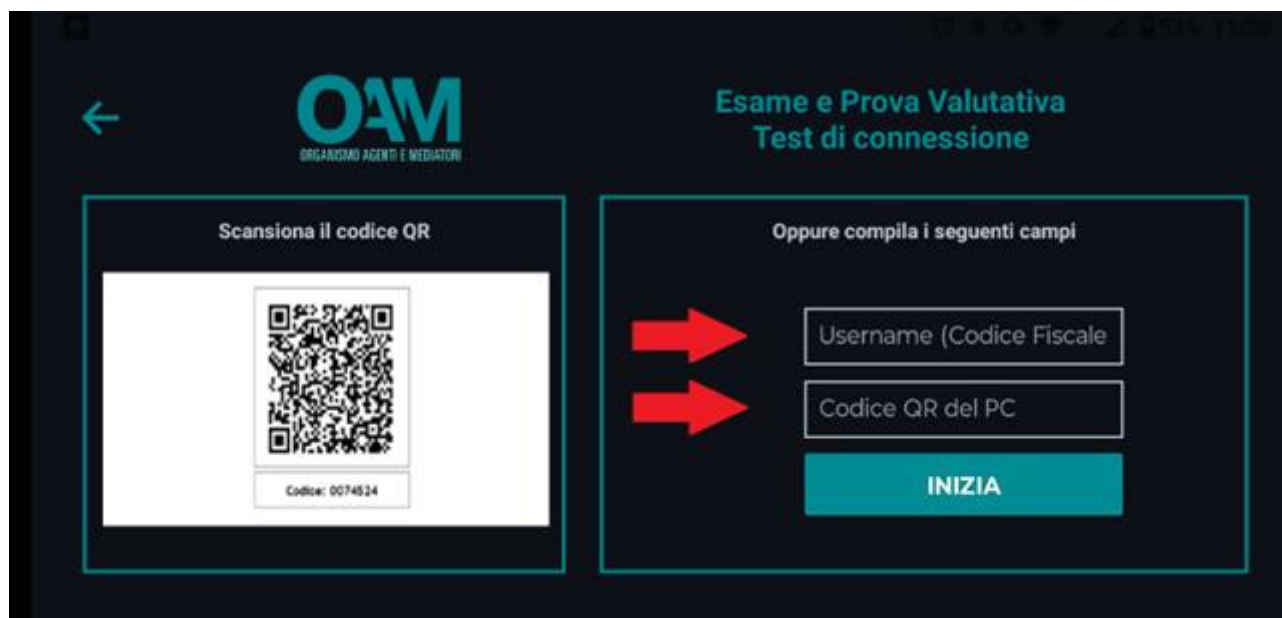 OAM
ORGANISMO AGENTI E MEDIATORI
Esame e Prova Valutativa
Test di connessione
Scansiona il codice QR
Codice: 0074524
Oppure compila i seguenti campi
Username (Codice Fiscale
Codice QR del PC
INIZIA